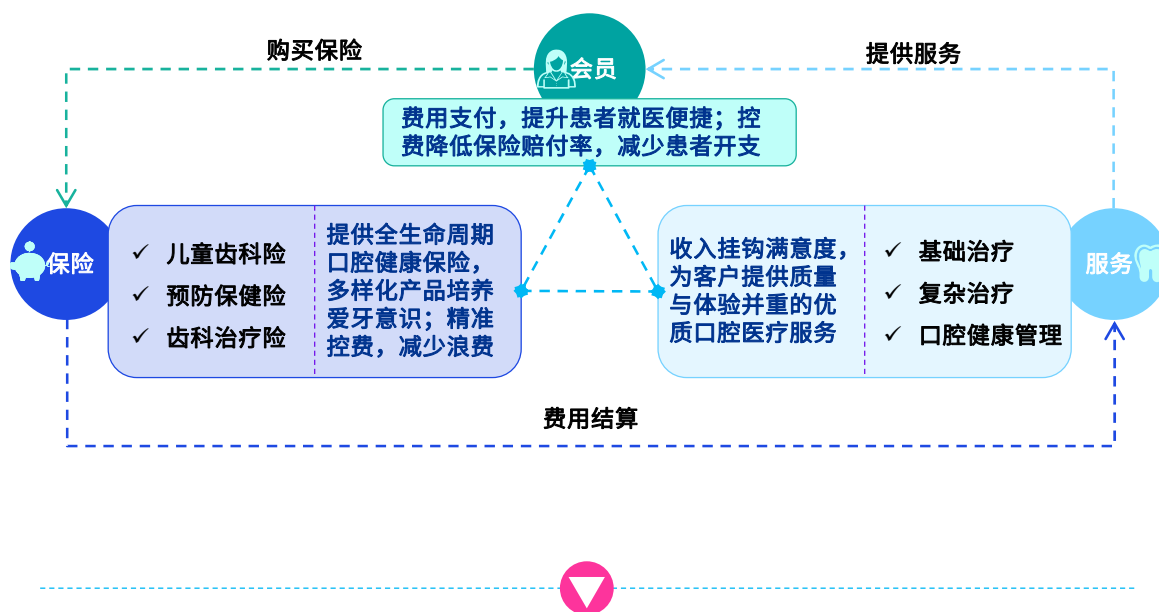 购买保险
会员
提供服务
费用支付，提升患者就医便捷；控
费降低保险赔付率，减少患者开支
保险
✓ 儿童齿科险
✓ 预防保健险
✓ 齿科治疗险
提供全生命周期
口腔健康保险，
多样化产品培养
爱牙意识；精准
控费，减少浪费
收入挂钩满意度，
为客户提供质量
与体验并重的优
质口腔医疗服务
✓ 基础治疗
✓ 复杂治疗
✓ 口腔健康管理
服务
费用结算